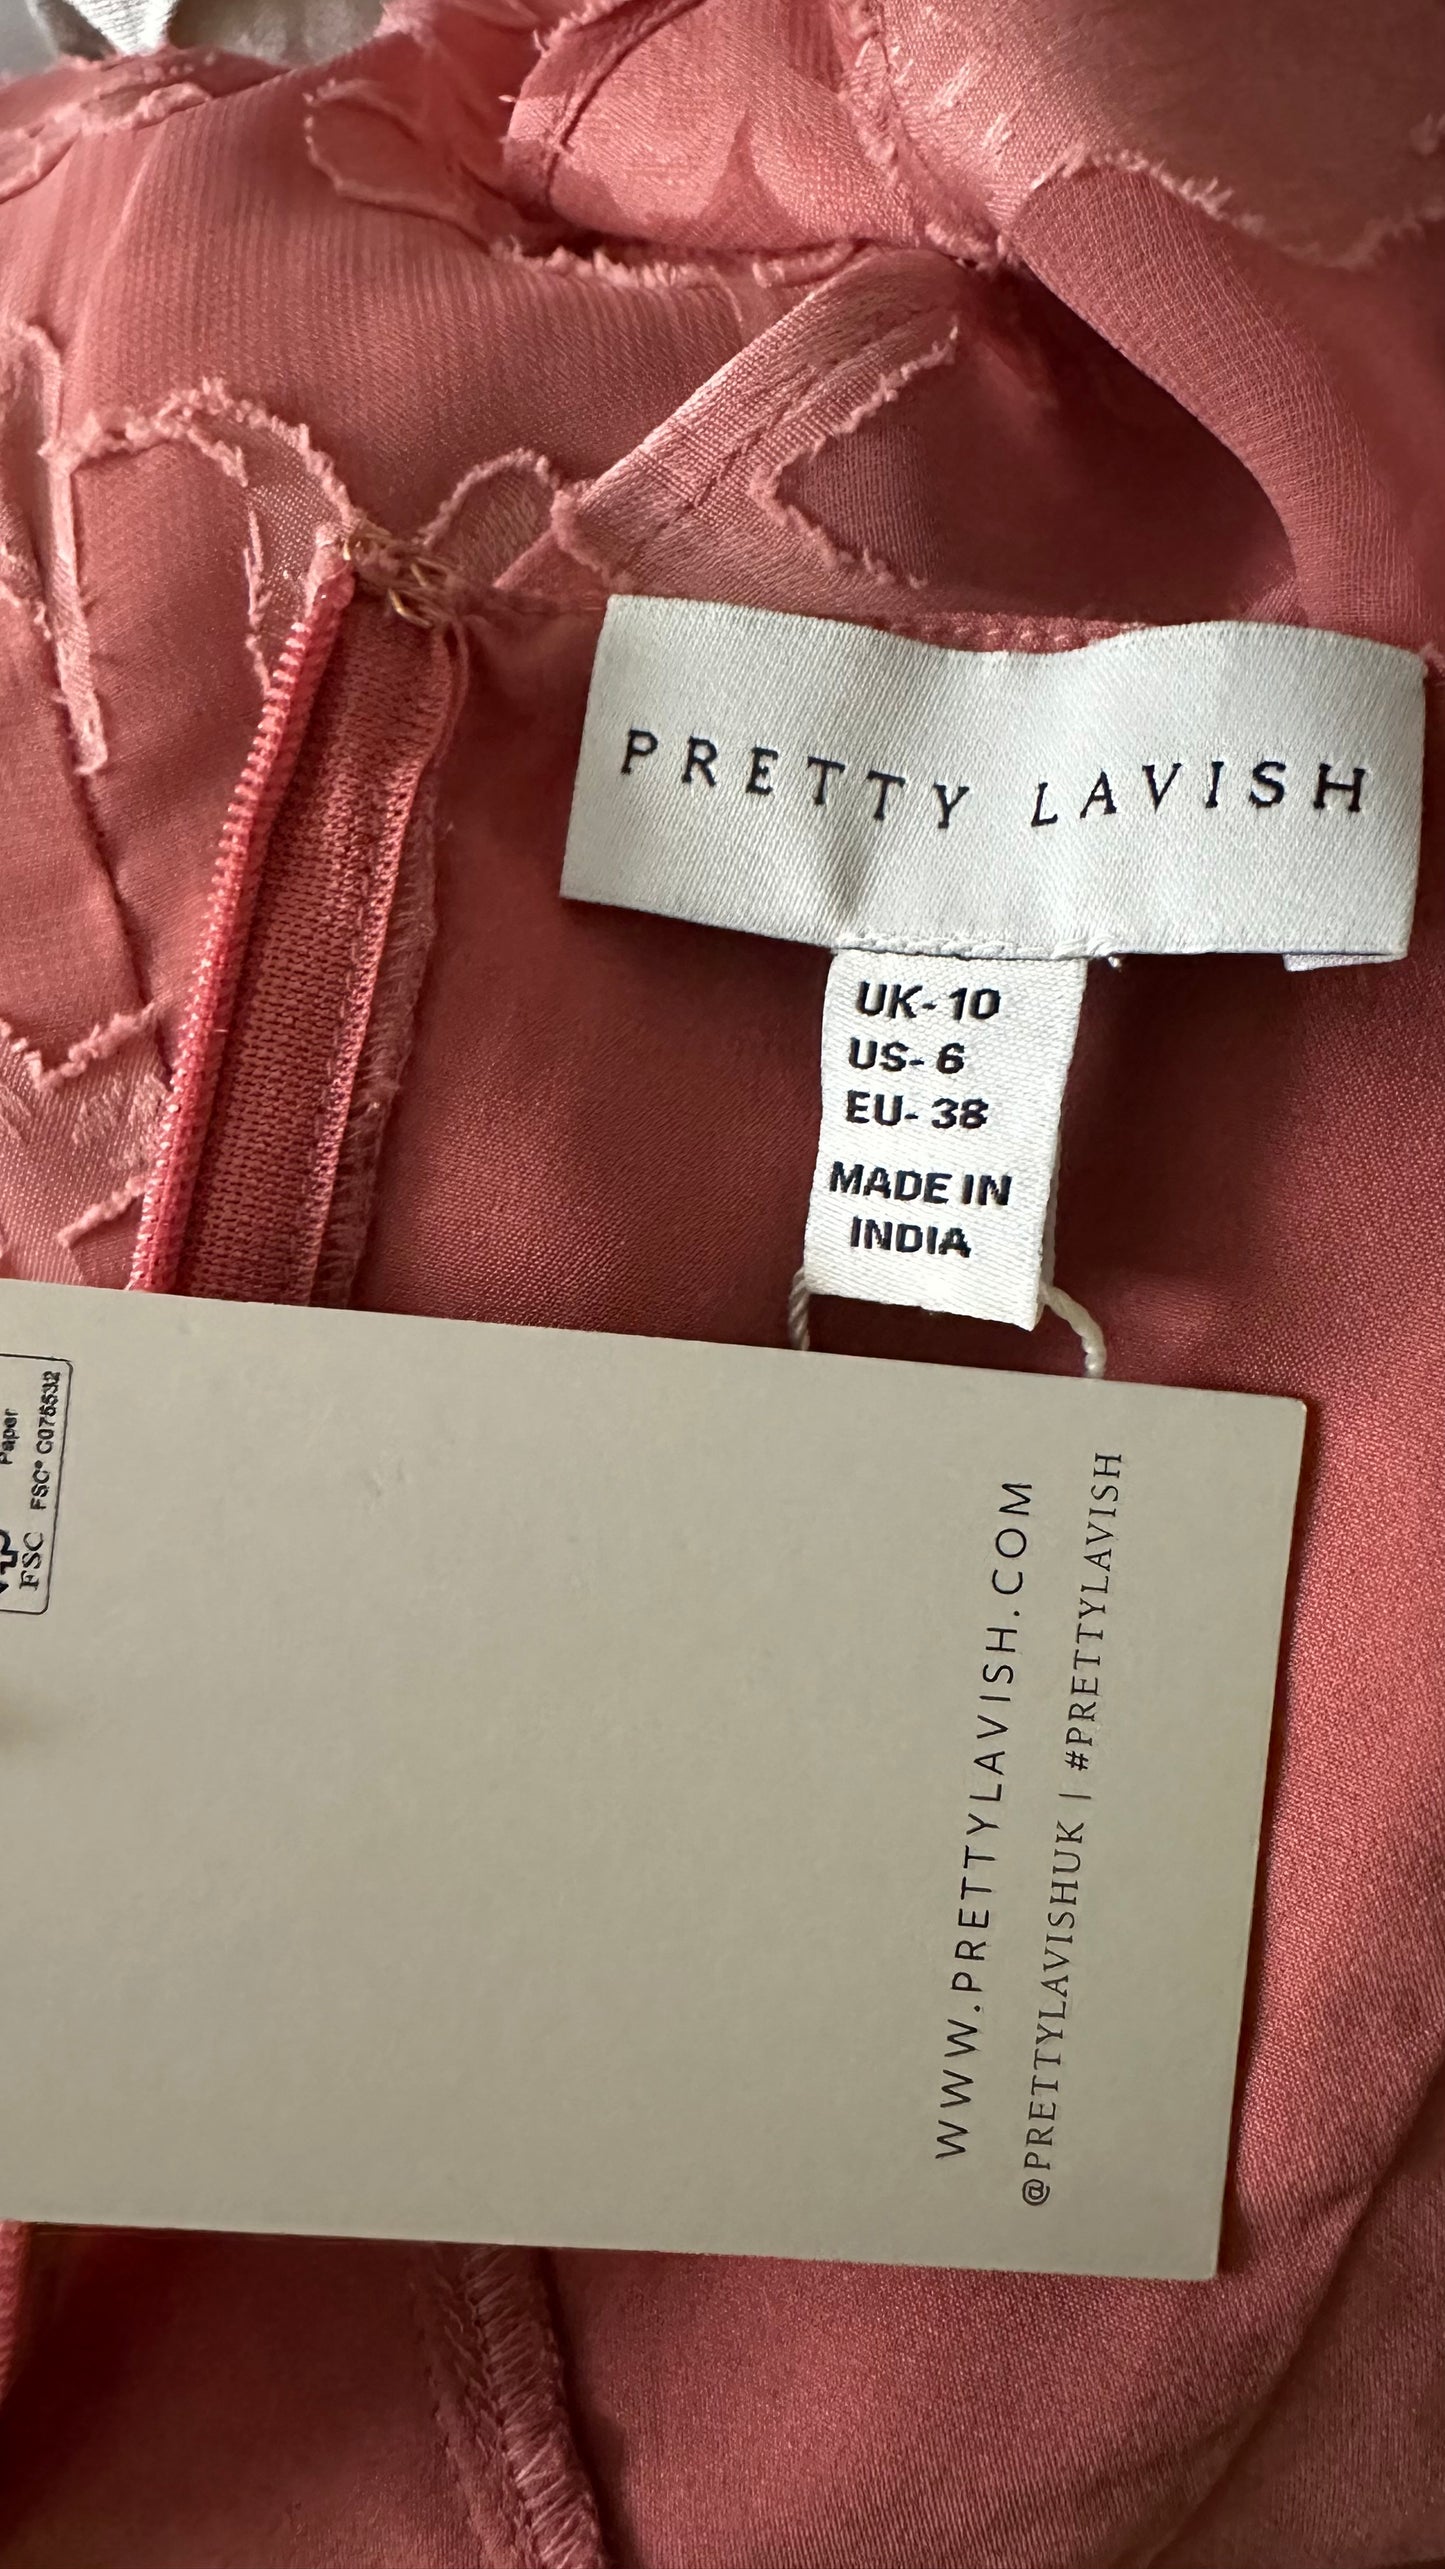 PRETTY LAVISH
UK-10
US-6
EU-38
MADE IN
INDIA
WWW.PRETTYLAVISH.COM
@PRETTYLAVISHUK | #PRETTYLAVISH
Paper
FSC FSC® C075532